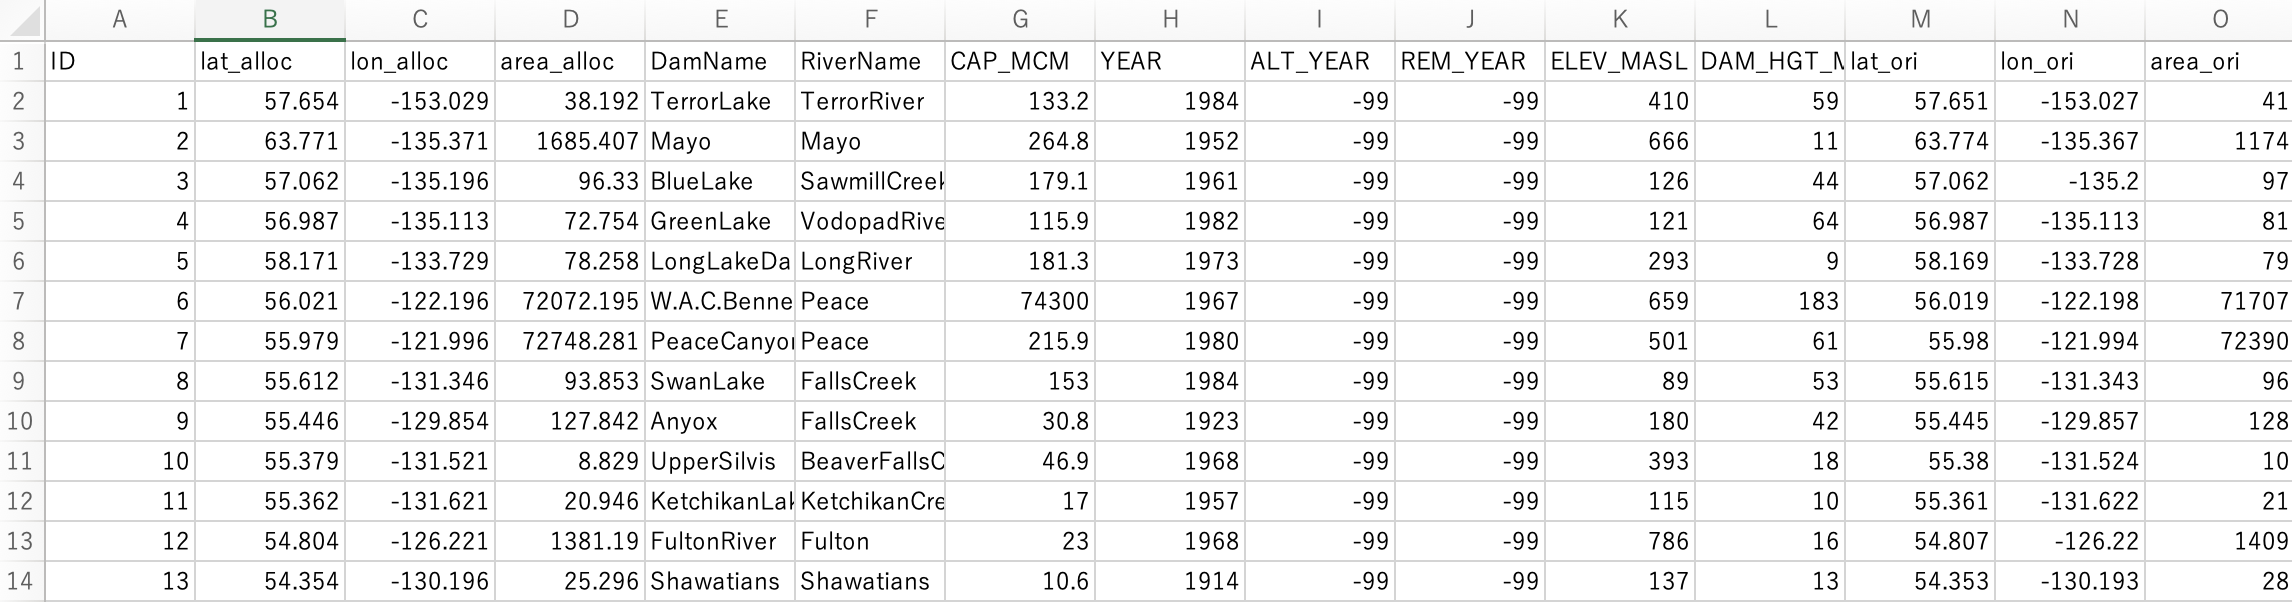 A B C D E F G H I J K L M N O
1 ID lat_alloc lon_alloc area_alloc DamName RiverName CAP_MCM YEAR ALT_YEAR REM_YEAR ELEV_MASL DAM_HGT_M lat_ori lon_ori area_ori
2 1 57.654 -153.029 38.192 TerrorLake TerrorRiver 133.2 1984 -99 -99 410 59 57.651 -153.027 41
3 2 63.771 -135.371 1685.407 Mayo Mayo 264.8 1952 -99 -99 666 11 63.774 -135.367 1174
4 3 57.062 -135.196 96.33 BlueLake SawmillCreek 179.1 1961 -99 -99 126 44 57.062 -135.2 97
5 4 56.987 -135.113 72.754 GreenLake VodopadRive 115.9 1982 -99 -99 121 64 56.987 -135.113 81
6 5 58.171 -133.729 78.258 LongLakeDa LongRiver 181.3 1973 -99 -99 293 9 58.169 -133.728 79
7 6 56.021 -122.196 72072.195 W.A.C.Benne Peace 74300 1967 -99 -99 659 183 56.019 -122.198 71707
8 7 55.979 -121.996 72748.281 PeaceCanyon Peace 215.9 1980 -99 -99 501 61 55.98 -121.994 72390
9 8 55.612 -131.346 93.853 SwanLake FallsCreek 153 1984 -99 -99 89 53 55.615 -131.343 96
10 9 55.446 -129.854 127.842 Anyox FallsCreek 30.8 1923 -99 -99 180 42 55.445 -129.857 128
11 10 55.379 -131.521 8.829 UpperSilvis BeaverFallsC 46.9 1968 -99 -99 393 18 55.38 -131.524 10
12 11 55.362 -131.621 20.946 KetchikanLak KetchikanCre 17 1957 -99 -99 115 10 55.361 -131.622 21
13 12 54.804 -126.221 1381.19 FultonRiver Fulton 23 1968 -99 -99 786 16 54.807 -126.22 1409
14 13 54.354 -130.196 25.296 Shawatians Shawatians 10.6 1914 -99 -99 137 13 54.353 -130.193 28